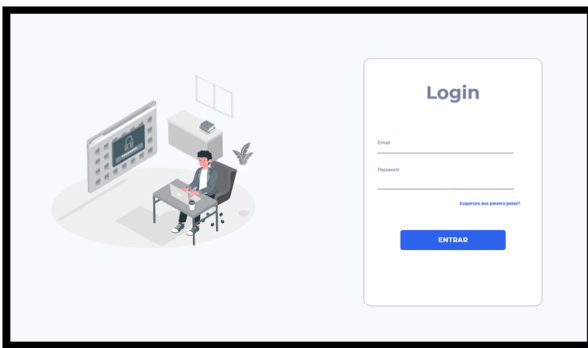 Login
Email
Password
Esqueceu sua palavra passe?
ENTRAR